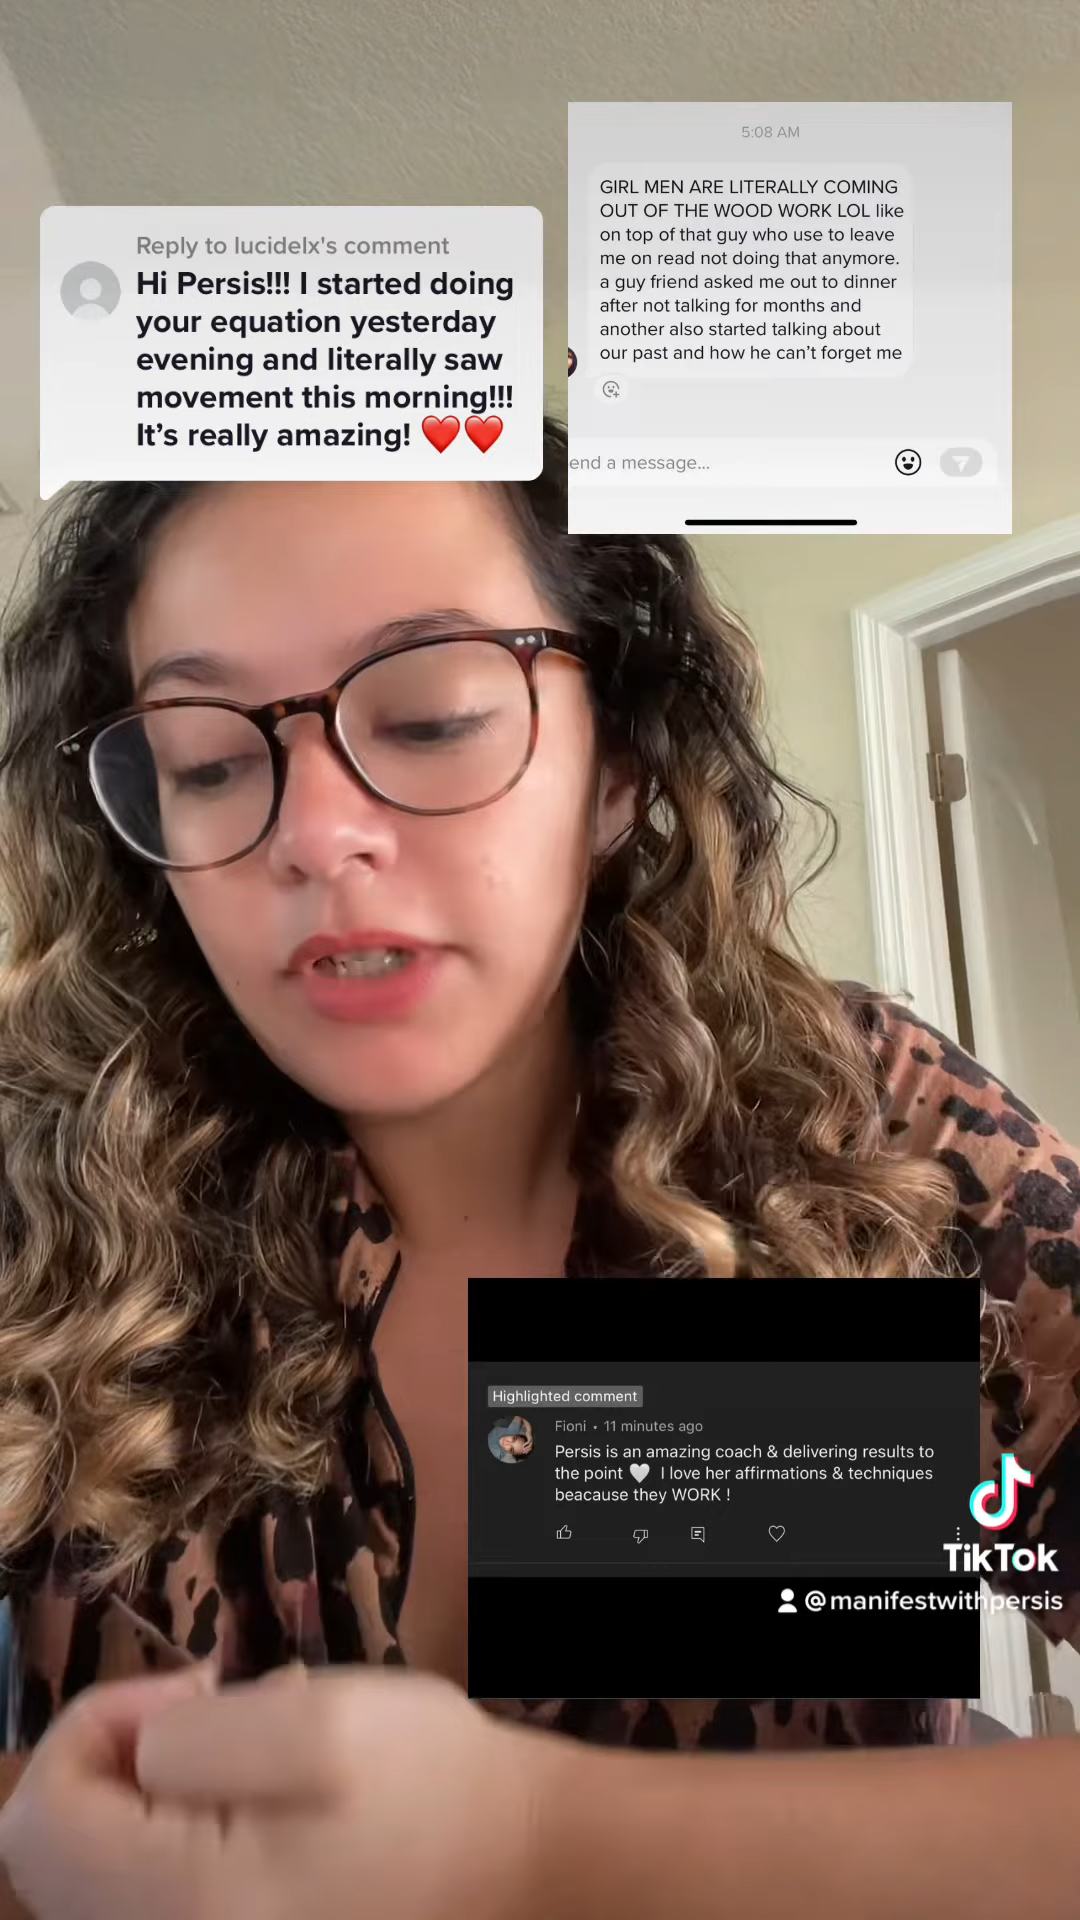 Reply to lucidelx's comment
Hi Persis!!! I started doing
your equation yesterday
evening and literally saw
movement this morning!!!
It’s really amazing! ❤️❤️
5:08 AM
GIRL MEN ARE LITERALLY COMING
OUT OF THE WOOD WORK LOL like
on top of that guy who use to leave
me on read not doing that anymore.
a guy friend asked me out to dinner
after not talking for months and
another also started talking about
our past and how he can’t forget me
end a message...
Highlighted comment
Fioni • 11 minutes ago
Persis is an amazing coach & delivering results to
the point 🤍 I love her affirmations & techniques
beacause they WORK !
TikTok
@manifestwithpersis